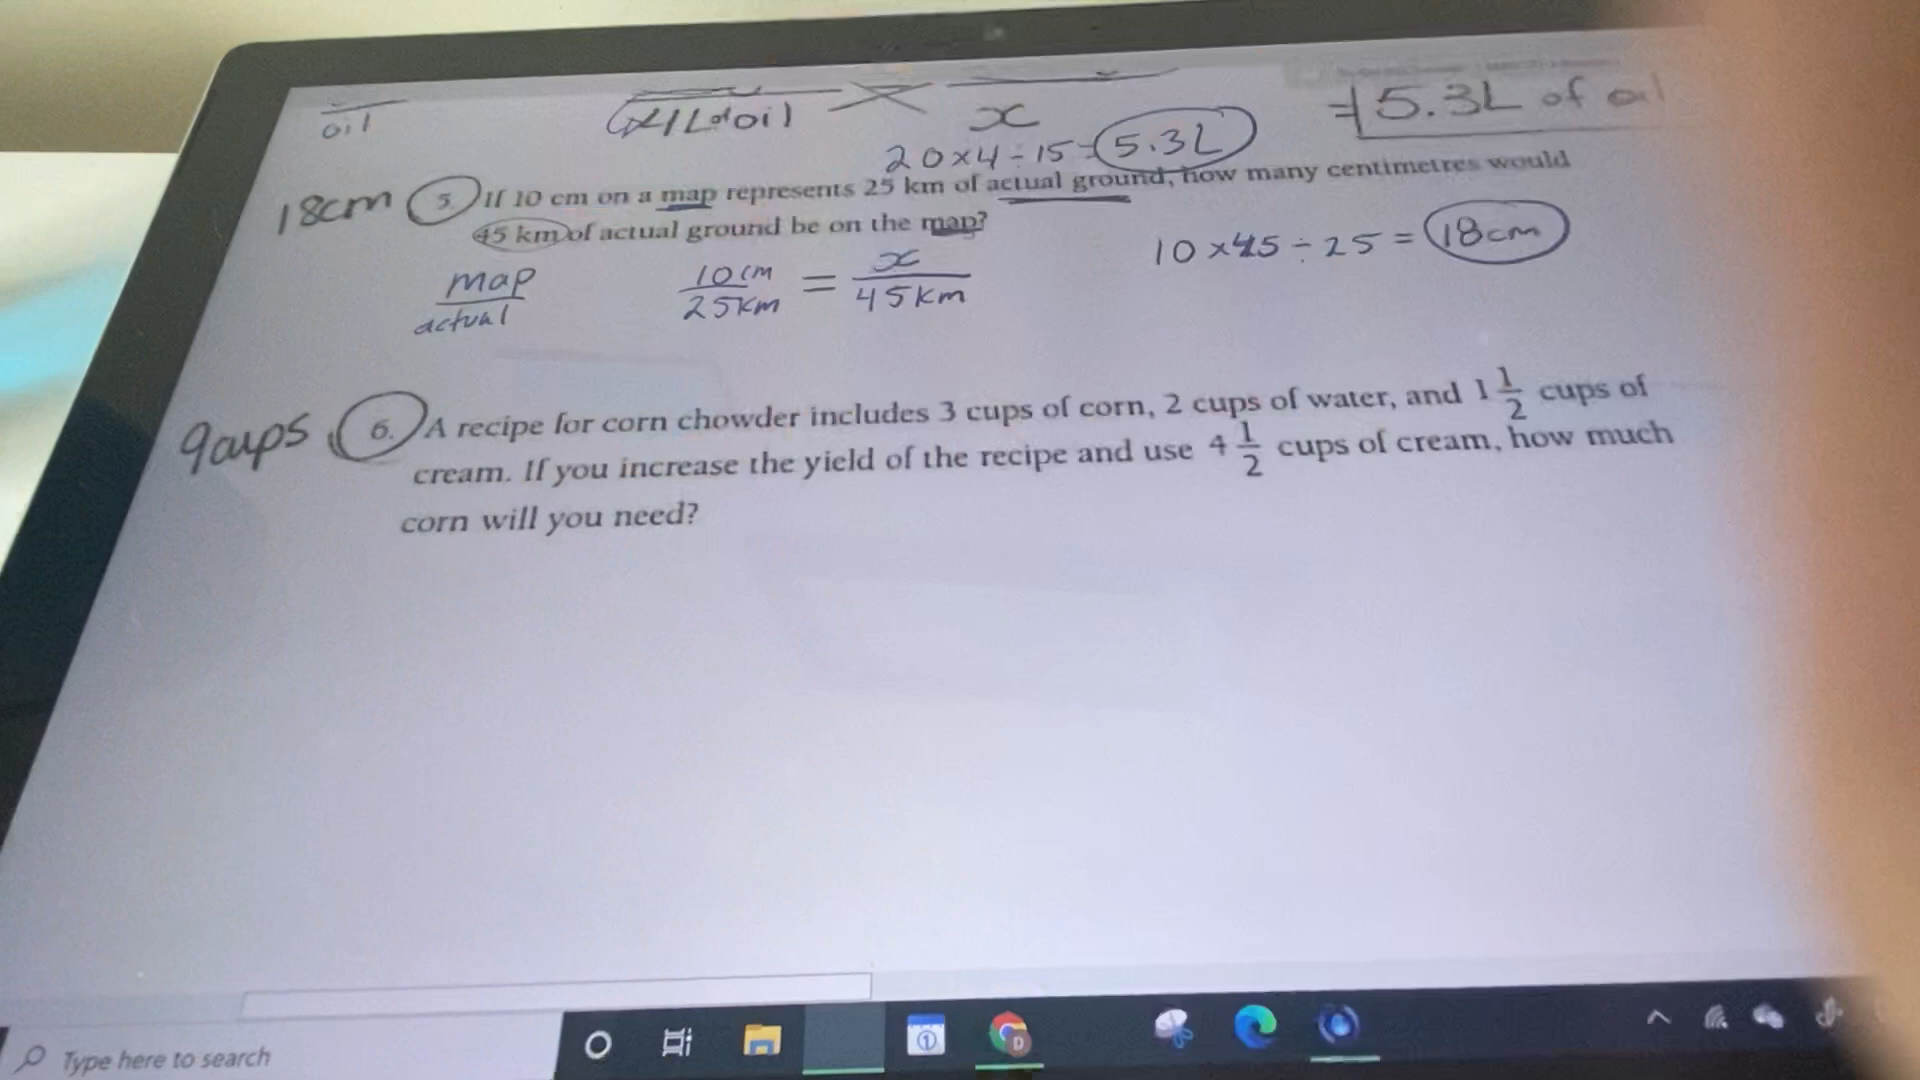 oil
4L of oil
x
= 5.3L of oil
20 x 4 ÷ 15 = 5.3L
18cm 5. If 10 cm on a map represents 25 km of actual ground, how many centimetres would
45 km of actual ground be on the map?
10 x 45 ÷ 25 = 18cm
map 10cm = x
actual 25km 45km
9cups 6. A recipe for corn chowder includes 3 cups of corn, 2 cups of water, and 1 1/2 cups of
cream. If you increase the yield of the recipe and use 4 1/2 cups of cream, how much
corn will you need?
Type here to search